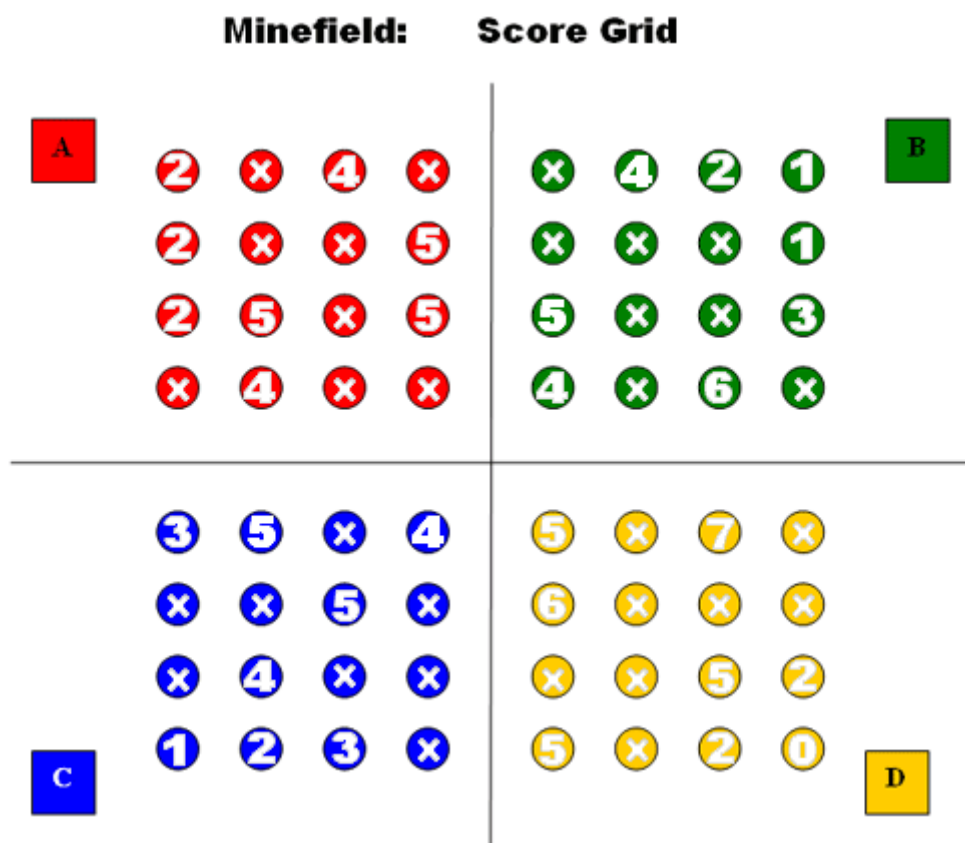 Minefield: Score Grid
A
B
2 × 4 × × 4 2 1
2 × × 5 × × × 1
2 5 × 5 5 × × 3
× 4 × × 4 × 6 ×
3 5 × 4 5 × 7 ×
× × 5 × 6 × × ×
× 4 × × × × 5 2
1 2 3 × 5 × 2 0
C
D